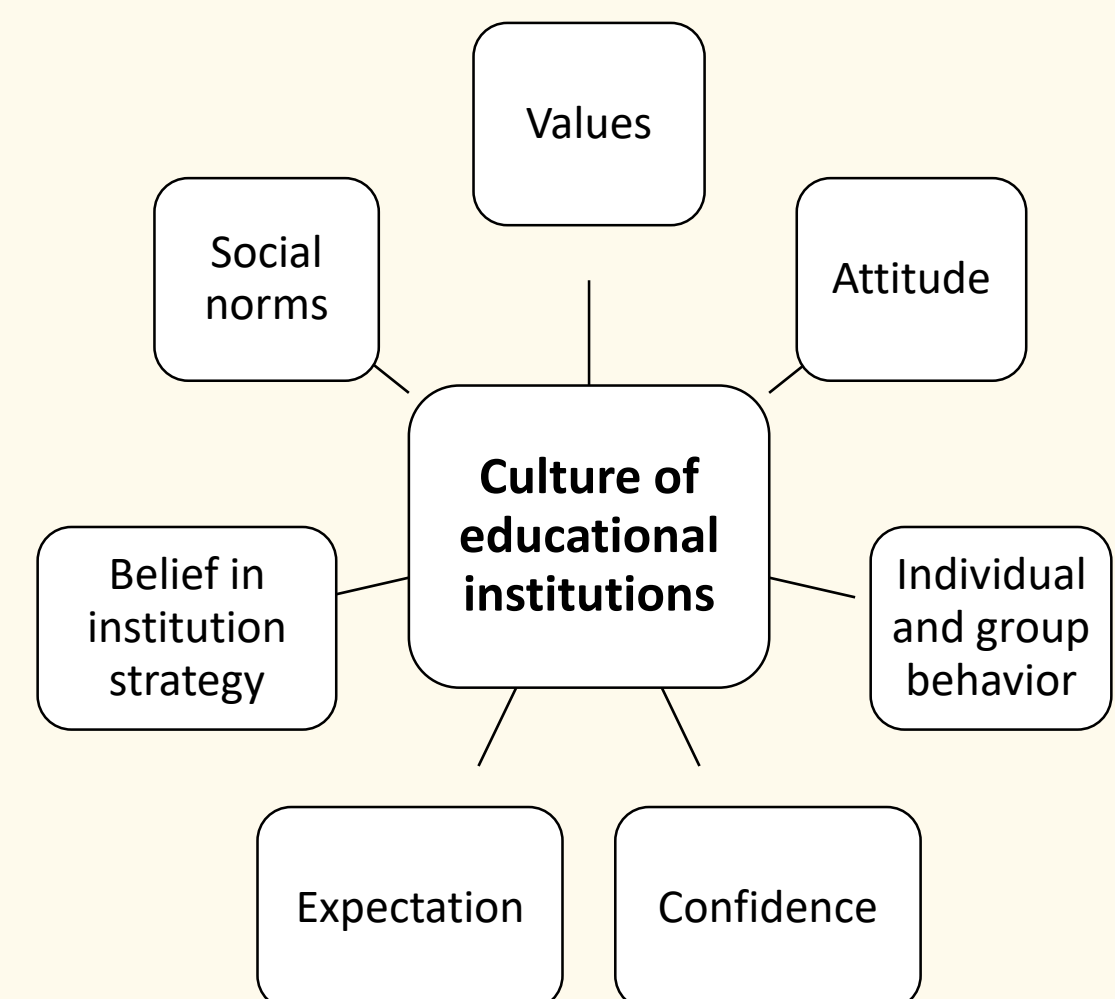 Values
Social
norms
Attitude
Culture of
educational
institutions
Belief in
institution
strategy
Individual
and group
behavior
Expectation
Confidence